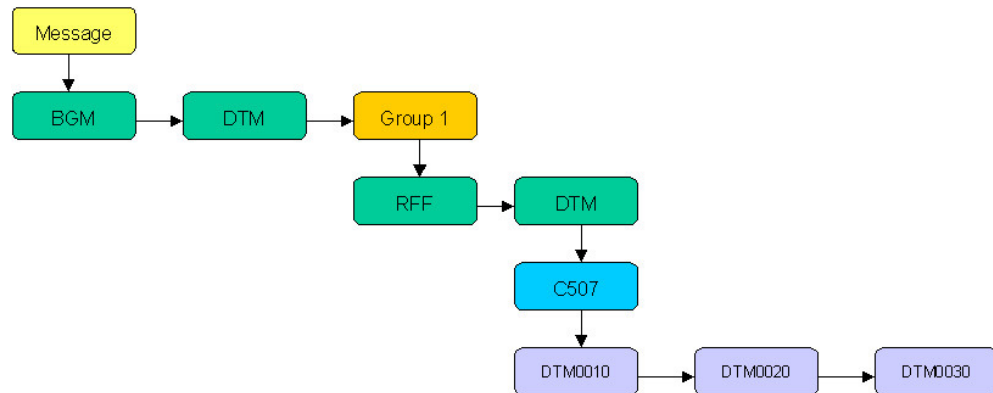 Message
BGM
DTM
Group 1
RFF
DTM
C507
DTM0010
DTM0020
DTM0030